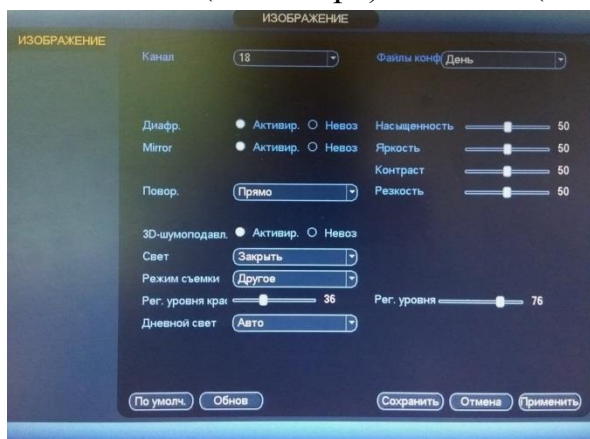 ИЗОБРАЖЕНИЕ
ИЗОБРАЖЕНИЕ
Канал 18 Файлы конф День
Диафр. Активир. Невоз Насыщенность 50
Mirror Активир. Невоз Яркость 50
Контраст 50
Повор. Прямо Резкость 50
3D-шумоподавл. Активир. Невоз
Свет Закрыть
Режим съемки Другое
Рег. уровня крас 36 Рег. уровня 76
Дневной свет Авто
По умолч. Обнов Сохранить Отмена Применить